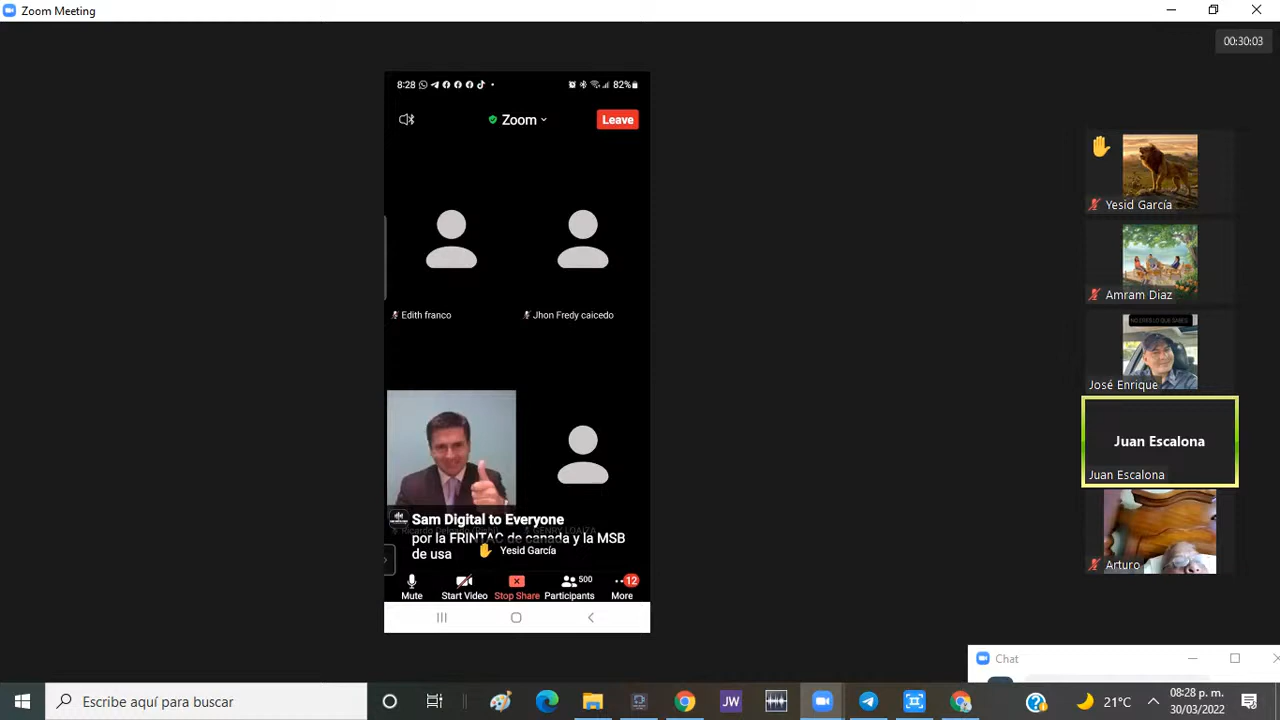 Zoom Meeting
00:30:03
8:28
82%
Zoom
Leave
Edith franco
Jhon Fredy caicedo
Sam Digital to Everyone
por la FRINTAC de canada y la MSB
de usa
Yesid García
Mute
Start Video
Stop Share
Participants
500
More
12
Yesid García
Amram Diaz
José Enrique
Juan Escalona
Juan Escalona
Arturo
Chat
Escribe aquí para buscar
JW
21°C
08:28 p. m.
30/03/2022